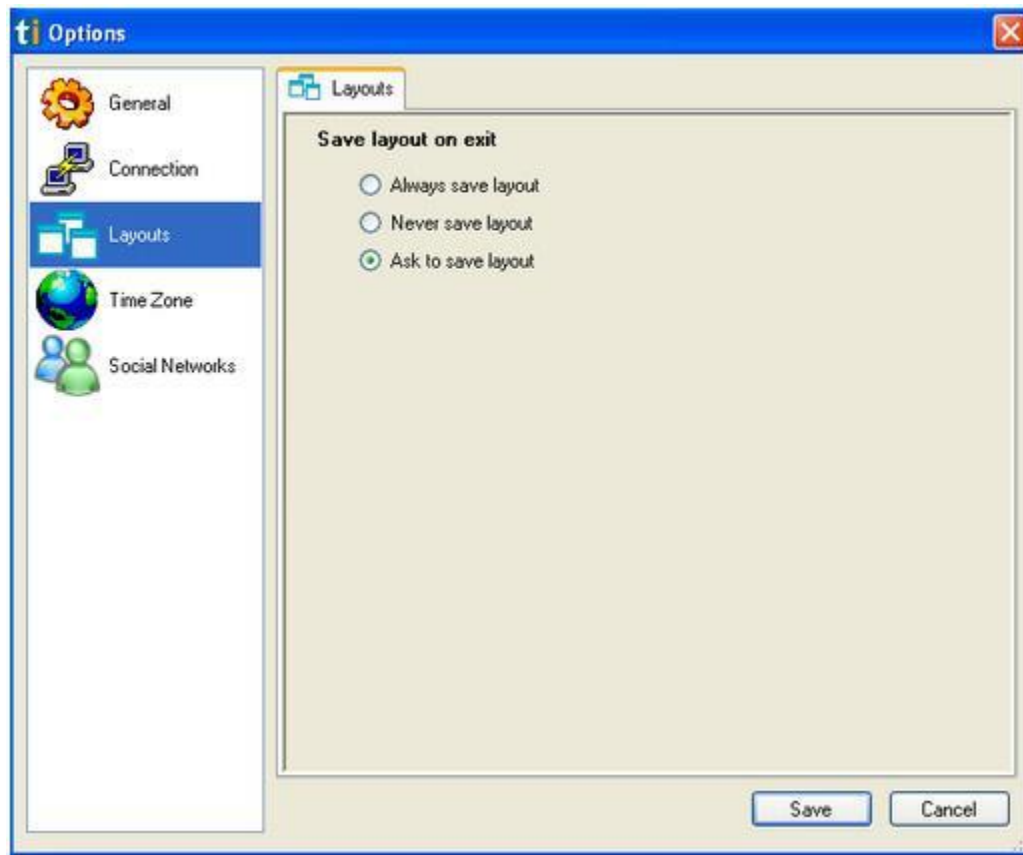 ti Options
General
Connection
Layouts
Time Zone
Social Networks
Layouts
Save layout on exit
Always save layout
Never save layout
Ask to save layout
Save
Cancel